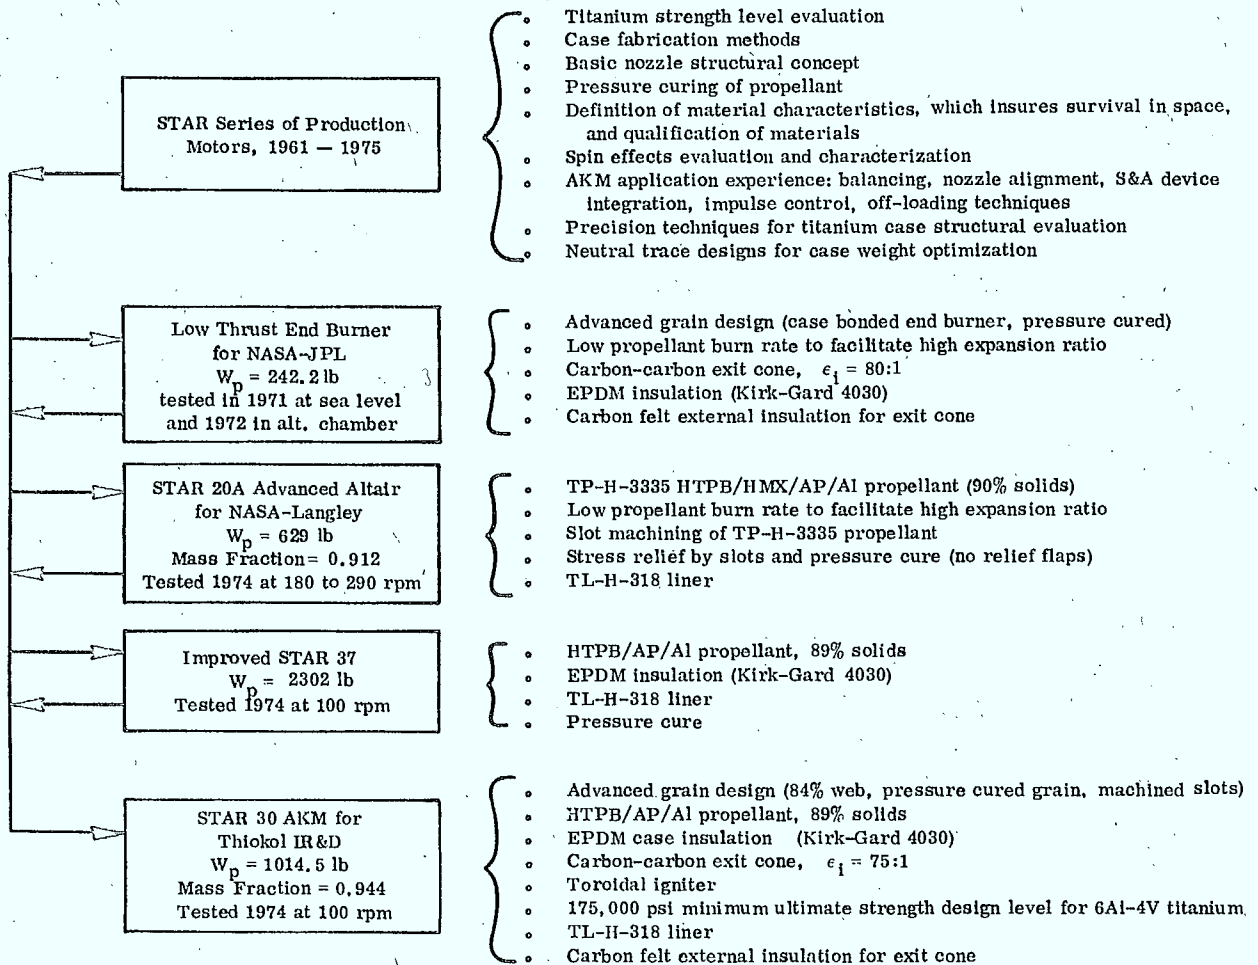 STAR Series of Production
Motors, 1961 — 1975
• Titanium strength level evaluation
• Case fabrication methods
• Basic nozzle structural concept
• Pressure curing of propellant
• Definition of material characteristics, which insures survival in space,
and qualification of materials
• Spin effects evaluation and characterization
• AKM application experience: balancing, nozzle alignment, S&A device
integration, impulse control, off-loading techniques
• Precision techniques for titanium case structural evaluation
• Neutral trace designs for case weight optimization
Low Thrust End Burner
for NASA-JPL
Wp = 242.2 lb
tested in 1971 at sea level
and 1972 in alt. chamber
• Advanced grain design (case bonded end burner, pressure cured)
• Low propellant burn rate to facilitate high expansion ratio
• Carbon-carbon exit cone, ϵi = 80:1
• EPDM insulation (Kirk-Gard 4030)
• Carbon felt external insulation for exit cone
STAR 20A Advanced Altair
for NASA-Langley
Wp = 629 lb
Mass Fraction= 0.912
Tested 1974 at 180 to 290 rpm
• TP-H-3335 HTPB/HMX/AP/Al propellant (90% solids)
• Low propellant burn rate to facilitate high expansion ratio
• Slot machining of TP-H-3335 propellant
• Stress relief by slots and pressure cure (no relief flaps)
• TL-H-318 liner
Improved STAR 37
Wp = 2302 lb
Tested 1974 at 100 rpm
• HTPB/AP/Al propellant, 89% solids
• EPDM insulation (Kirk-Gard 4030)
• TL-H-318 liner
• Pressure cure
STAR 30 AKM for
Thiokol IR&D
Wp = 1014.5 lb
Mass Fraction = 0.944
Tested 1974 at 100 rpm
• Advanced grain design (84% web, pressure cured grain, machined slots)
• HTPB/AP/Al propellant, 89% solids
• EPDM case insulation (Kirk-Gard 4030)
• Carbon-carbon exit cone, ϵi = 75:1
• Toroidal igniter
• 175,000 psi minimum ultimate strength design level for 6Al-4V titanium
• TL-H-318 liner
• Carbon felt external insulation for exit cone